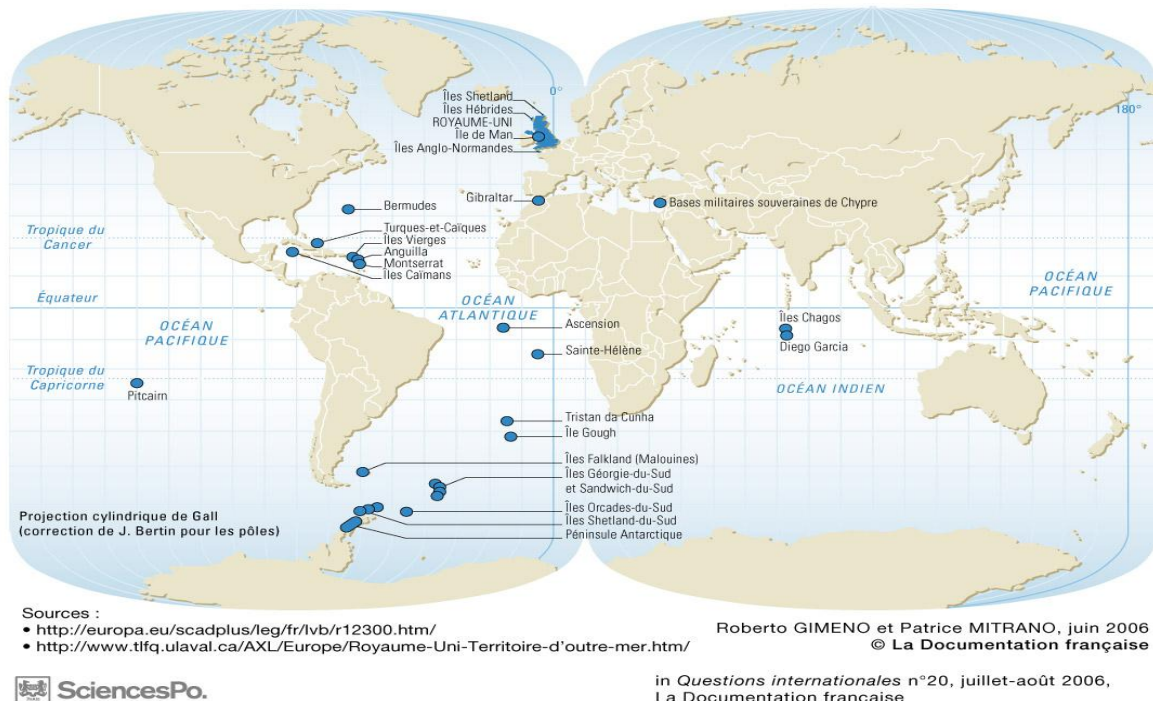 0°
180°
Îles Shetland
Îles Hébrides
ROYAUME-UNI
Île de Man
Îles Anglo-Normandes
Gibraltar
Bases militaires souveraines de Chypre
Bermudes
Tropique du
Cancer
Turques-et-Caïques
Îles Vierges
Anguilla
Montserrat
Îles Caïmans
Équateur
OCÉAN
PACIFIQUE
OCÉAN
ATLANTIQUE
OCÉAN
PACIFIQUE
Ascension
Îles Chagos
Diego Garcia
Sainte-Hélène
Tropique du
Capricorne
Pitcairn
OCÉAN INDIEN
Tristan da Cunha
Île Gough
Îles Falkland (Malouines)
Îles Géorgie-du-Sud
et Sandwich-du-Sud
Îles Orcades-du-Sud
Îles Shetland-du-Sud
Péninsule Antarctique
Projection cylindrique de Gall
(correction de J. Bertin pour les pôles)
Sources :
• http://europa.eu/scadplus/leg/fr/lvb/r12300.htm/
• http://www.tlfq.ulaval.ca/AXL/Europe/Royaume-Uni-Territoire-d'outre-mer.htm/
Roberto GIMENO et Patrice MITRANO, juin 2006
© La Documentation française
SciencesPo.
in Questions internationales n°20, juillet-août 2006,
La Documentation française